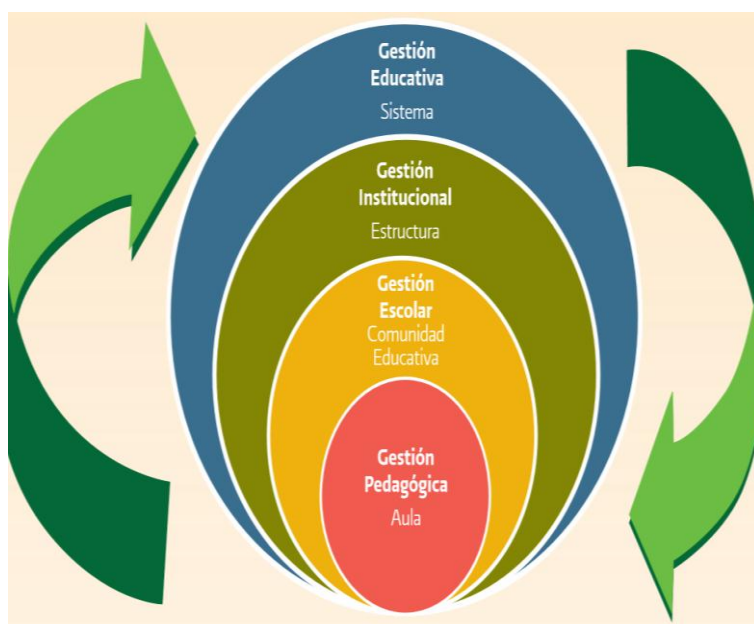 Gestión
Educativa
Sistema
Gestión
Institucional
Estructura
Gestión
Escolar
Comunidad
Educativa
Gestión
Pedagógica
Aula